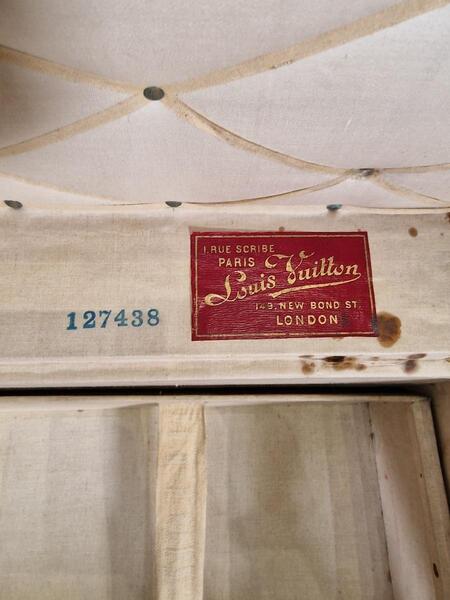 1. RUE SCRIBE
PARIS
Louis Vuitton
149, NEW BOND ST.
LONDON
127438